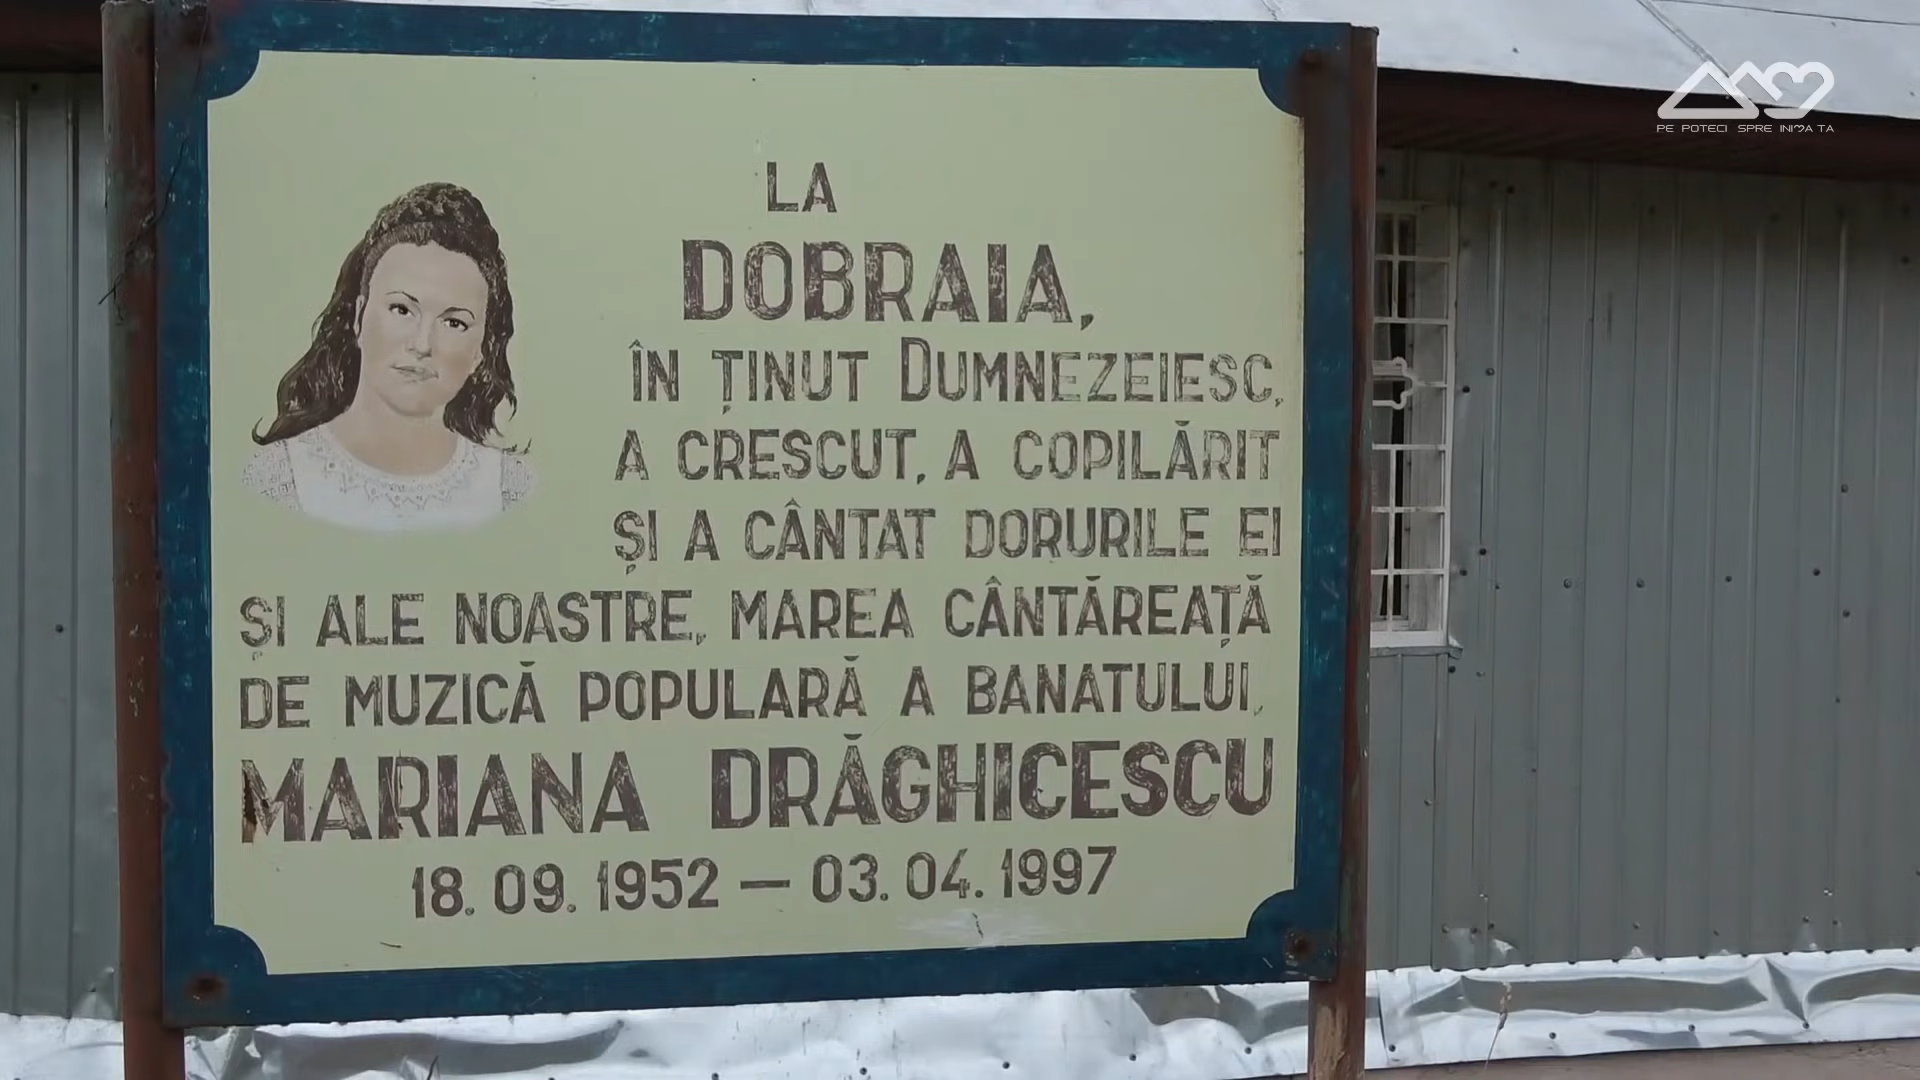 LA
DOBRAIA,
ÎN ȚINUT DUMNEZEIESC,
A CRESCUT, A COPILĂRIT
ȘI A CÂNTAT DORURILE EI
ȘI ALE NOASTRE, MAREA CÂNTĂREAȚĂ
DE MUZICĂ POPULARĂ A BANATULUI,
MARIANA DRĂGHICESCU
18.09.1952 — 03.04.1997
PE POTECI SPRE INIMA TA